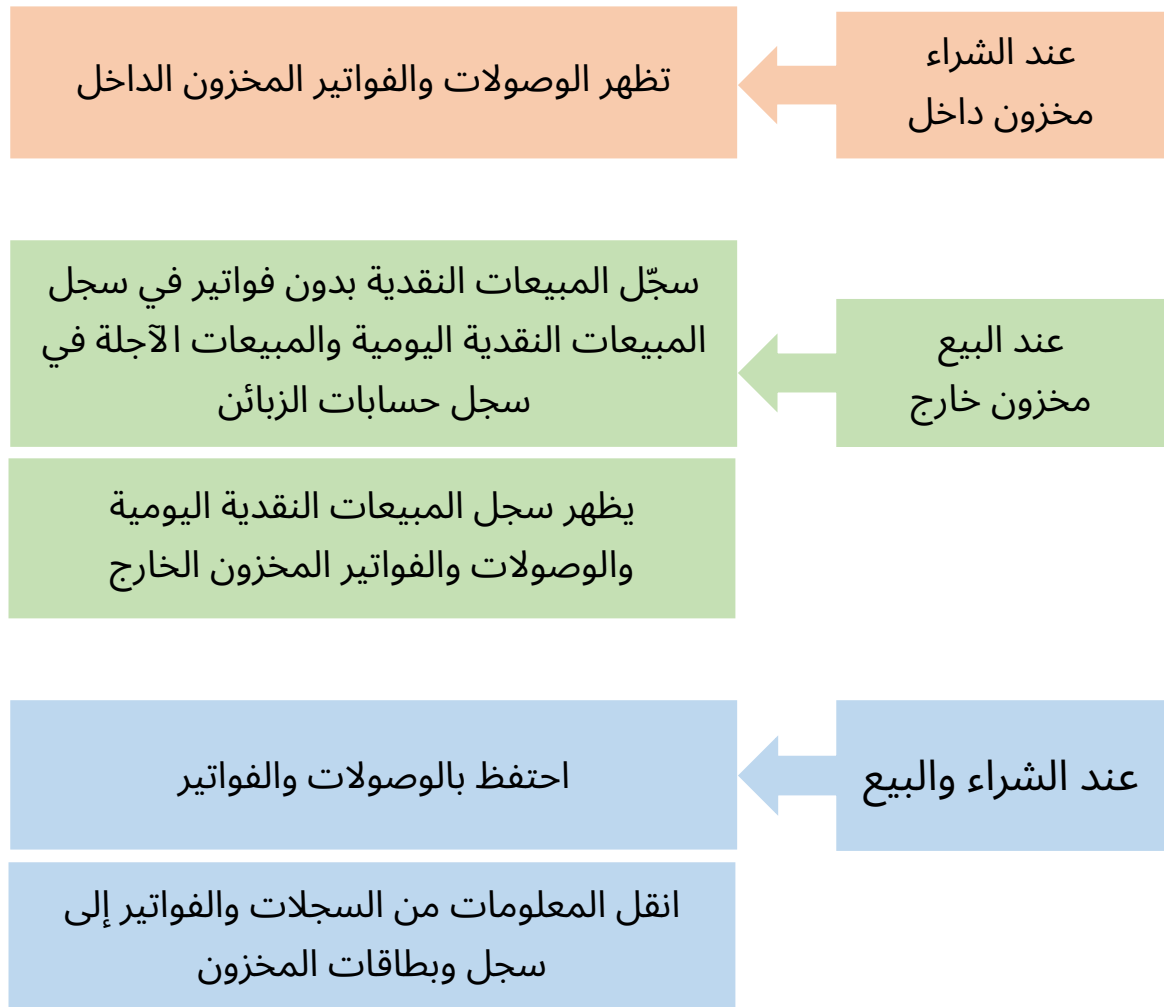 عند الشراء
مخزون داخل
تظهر الوصولات والفواتير المخزون الداخل
عند البيع
مخزون خارج
سجّل المبيعات النقدية بدون فواتير في سجل
المبيعات النقدية اليومية والمبيعات الآجلة في
سجل حسابات الزبائن
يظهر سجل المبيعات النقدية اليومية
والوصولات والفواتير المخزون الخارج
عند الشراء والبيع
احتفظ بالوصولات والفواتير
انقل المعلومات من السجلات والفواتير إلى
سجل وبطاقات المخزون